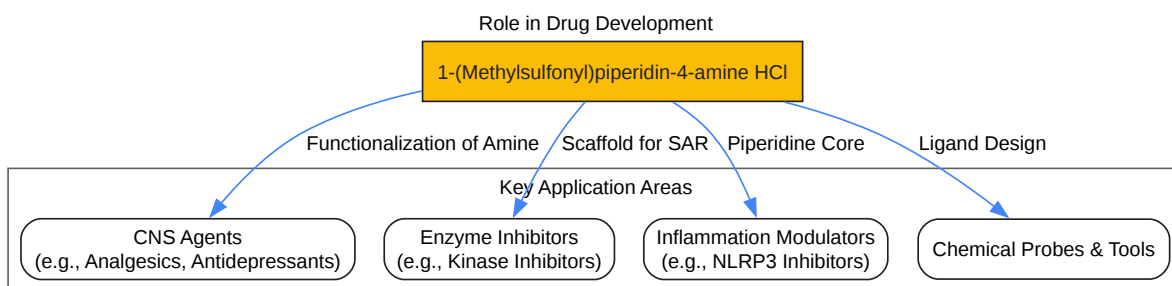 Role in Drug Development
1-(Methylsulfonyl)piperidin-4-amine HCl
Functionalization of Amine
Scaffold for SAR
Piperidine Core
Ligand Design
Key Application Areas
CNS Agents
(e.g., Analgesics, Antidepressants)
Enzyme Inhibitors
(e.g., Kinase Inhibitors)
Inflammation Modulators
(e.g., NLRP3 Inhibitors)
Chemical Probes & Tools